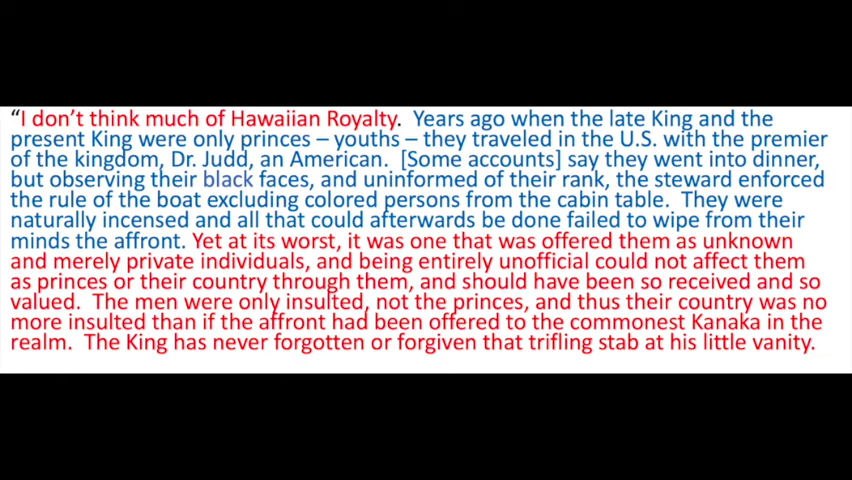 “I don’t think much of Hawaiian Royalty.  Years ago when the late King and the
present King were only princes – youths – they traveled in the U.S. with the premier
of the kingdom, Dr. Judd, an American.  [Some accounts] say they went into dinner,
but observing their black faces, and uninformed of their rank, the steward enforced
the rule of the boat excluding colored persons from the cabin table.  They were
naturally incensed and all that could afterwards be done failed to wipe from their
minds the affront. Yet at its worst, it was one that was offered them as unknown
and merely private individuals, and being entirely unofficial could not affect them
as princes or their country through them, and should have been so received and so
valued.  The men were only insulted, not the princes, and thus their country was no
more insulted than if the affront had been offered to the commonest Kanaka in the
realm.  The King has never forgotten or forgiven that trifling stab at his little vanity.